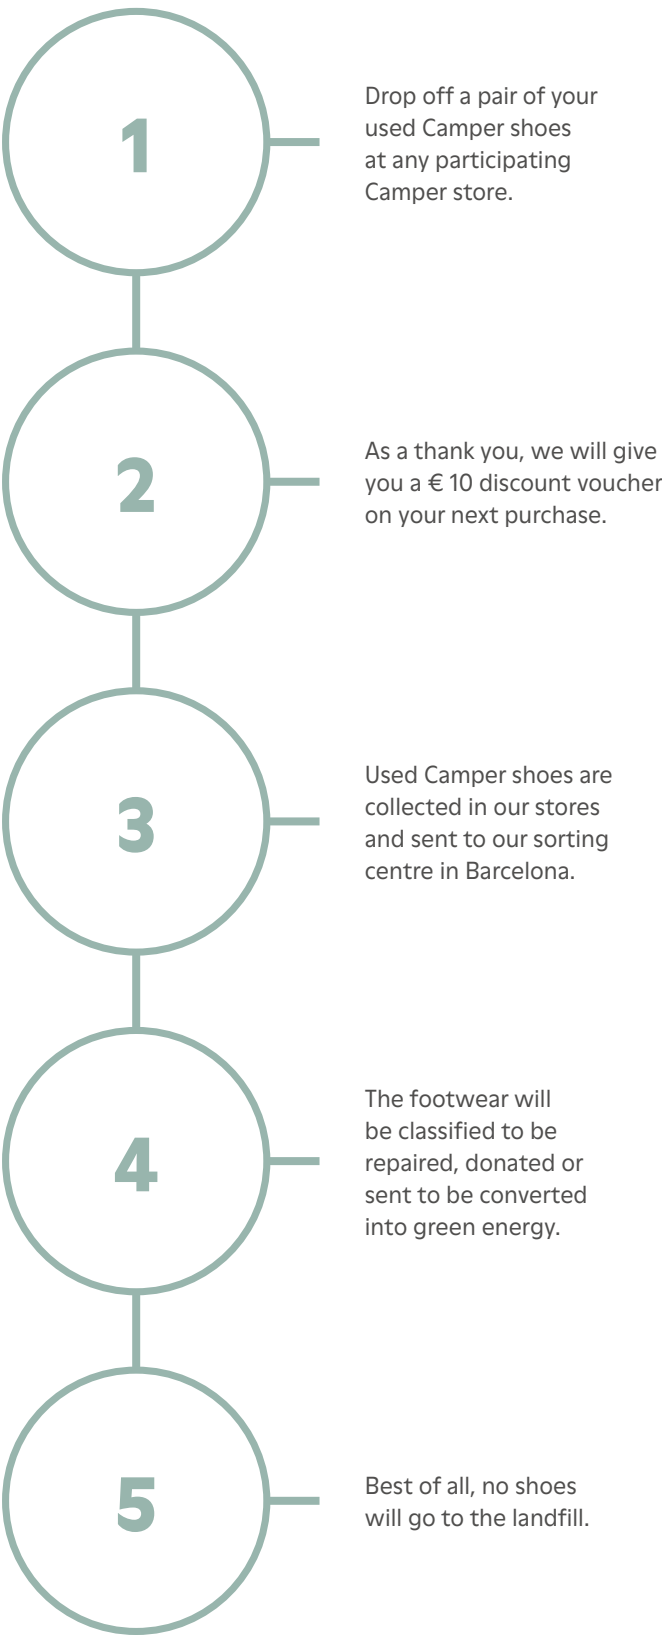 1
Drop off a pair of your
used Camper shoes
at any participating
Camper store.
2
As a thank you, we will give
you a € 10 discount voucher
on your next purchase.
3
Used Camper shoes are
collected in our stores
and sent to our sorting
centre in Barcelona.
4
The footwear will
be classified to be
repaired, donated or
sent to be converted
into green energy.
5
Best of all, no shoes
will go to the landfill.